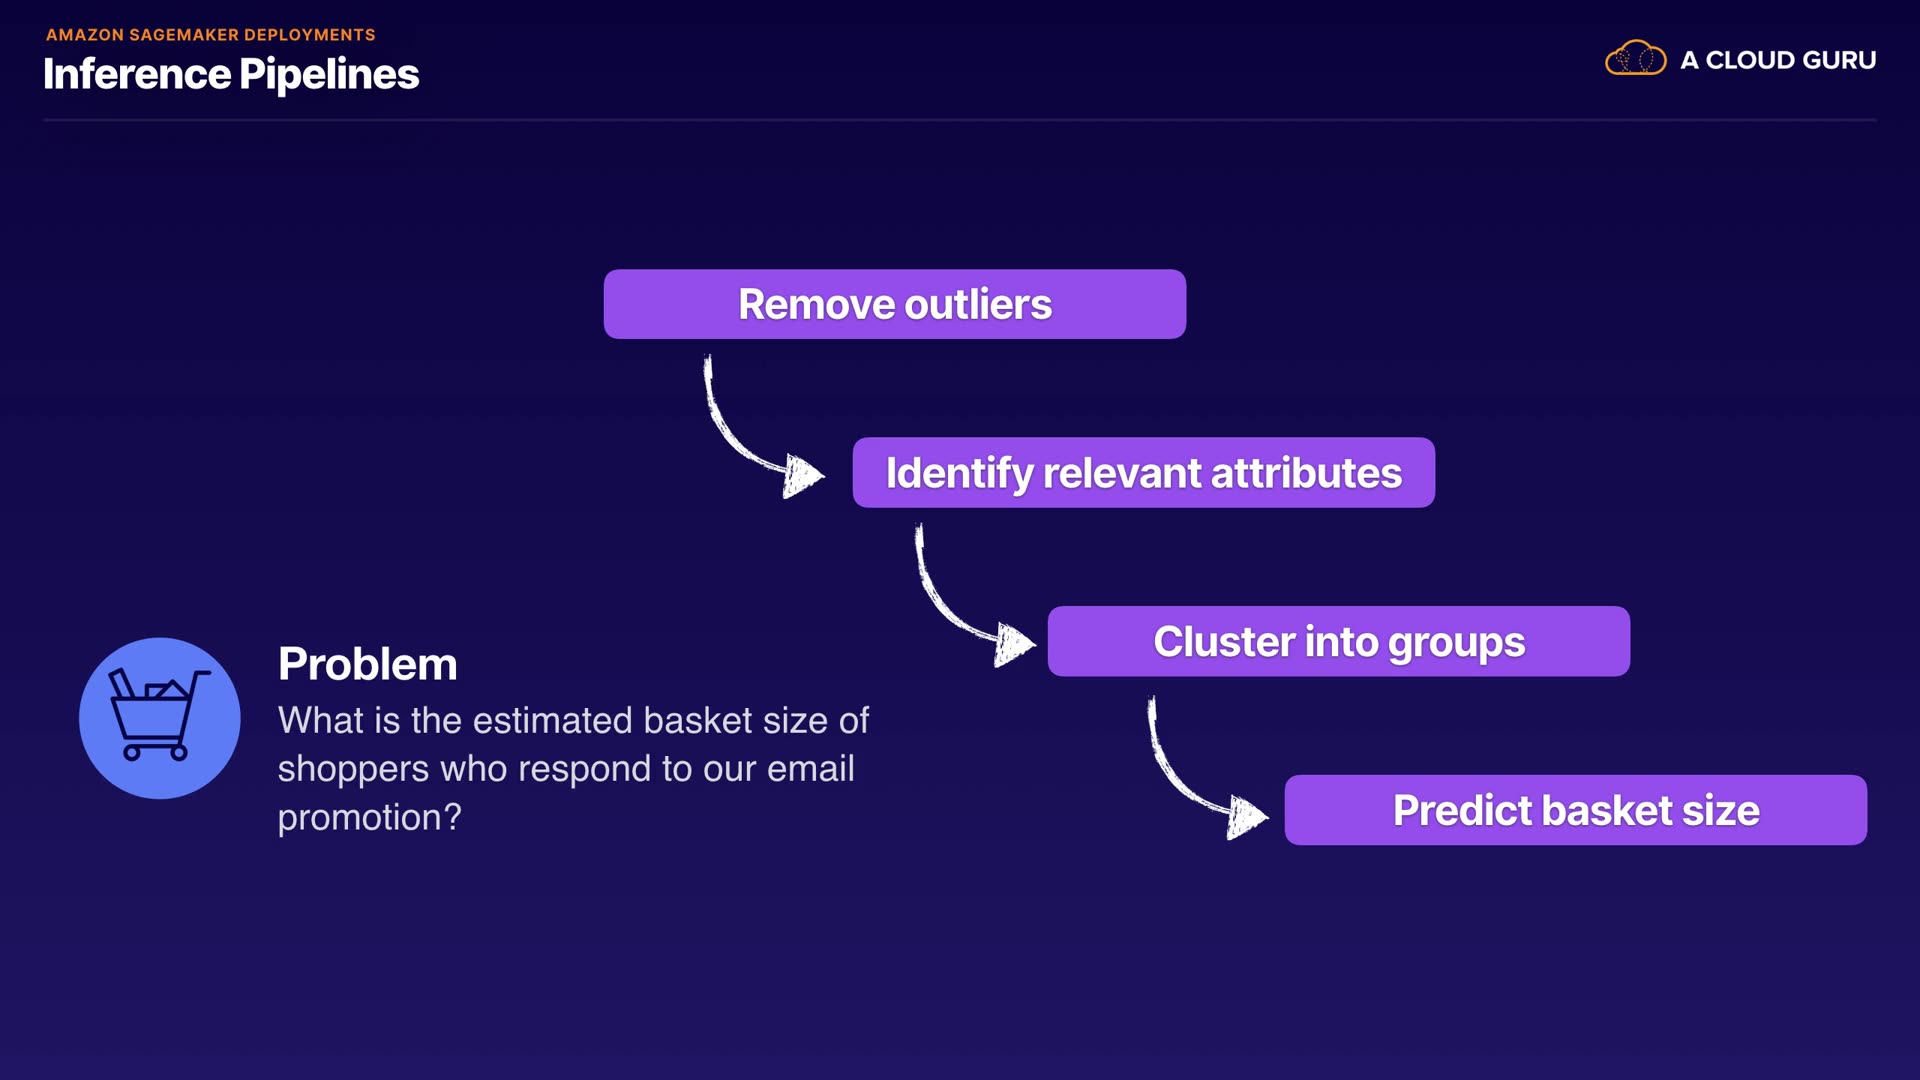 AMAZON SAGEMAKER DEPLOYMENTS
Inference Pipelines
A CLOUD GURU
Remove outliers
Identify relevant attributes
Cluster into groups
Predict basket size
Problem
What is the estimated basket size of
shoppers who respond to our email
promotion?